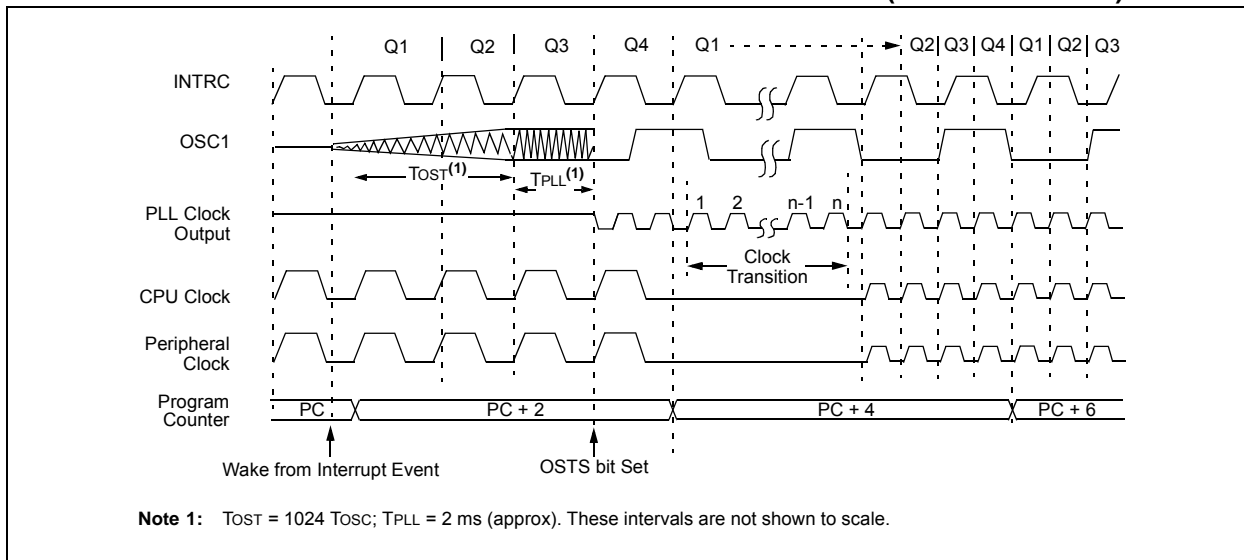 Q1 Q2 Q3 Q4 Q1 Q2 Q3 Q4 Q1 Q2 Q3
INTRC
OSC1
TOST(1) TPLL(1)
PLL Clock
Output
1 2 n-1 n
Clock
Transition
CPU Clock
Peripheral
Clock
Program
Counter
PC PC + 2 PC + 4 PC + 6
Wake from Interrupt Event OSTS bit Set
Note 1: TOST = 1024 TOSC; TPLL = 2 ms (approx). These intervals are not shown to scale.